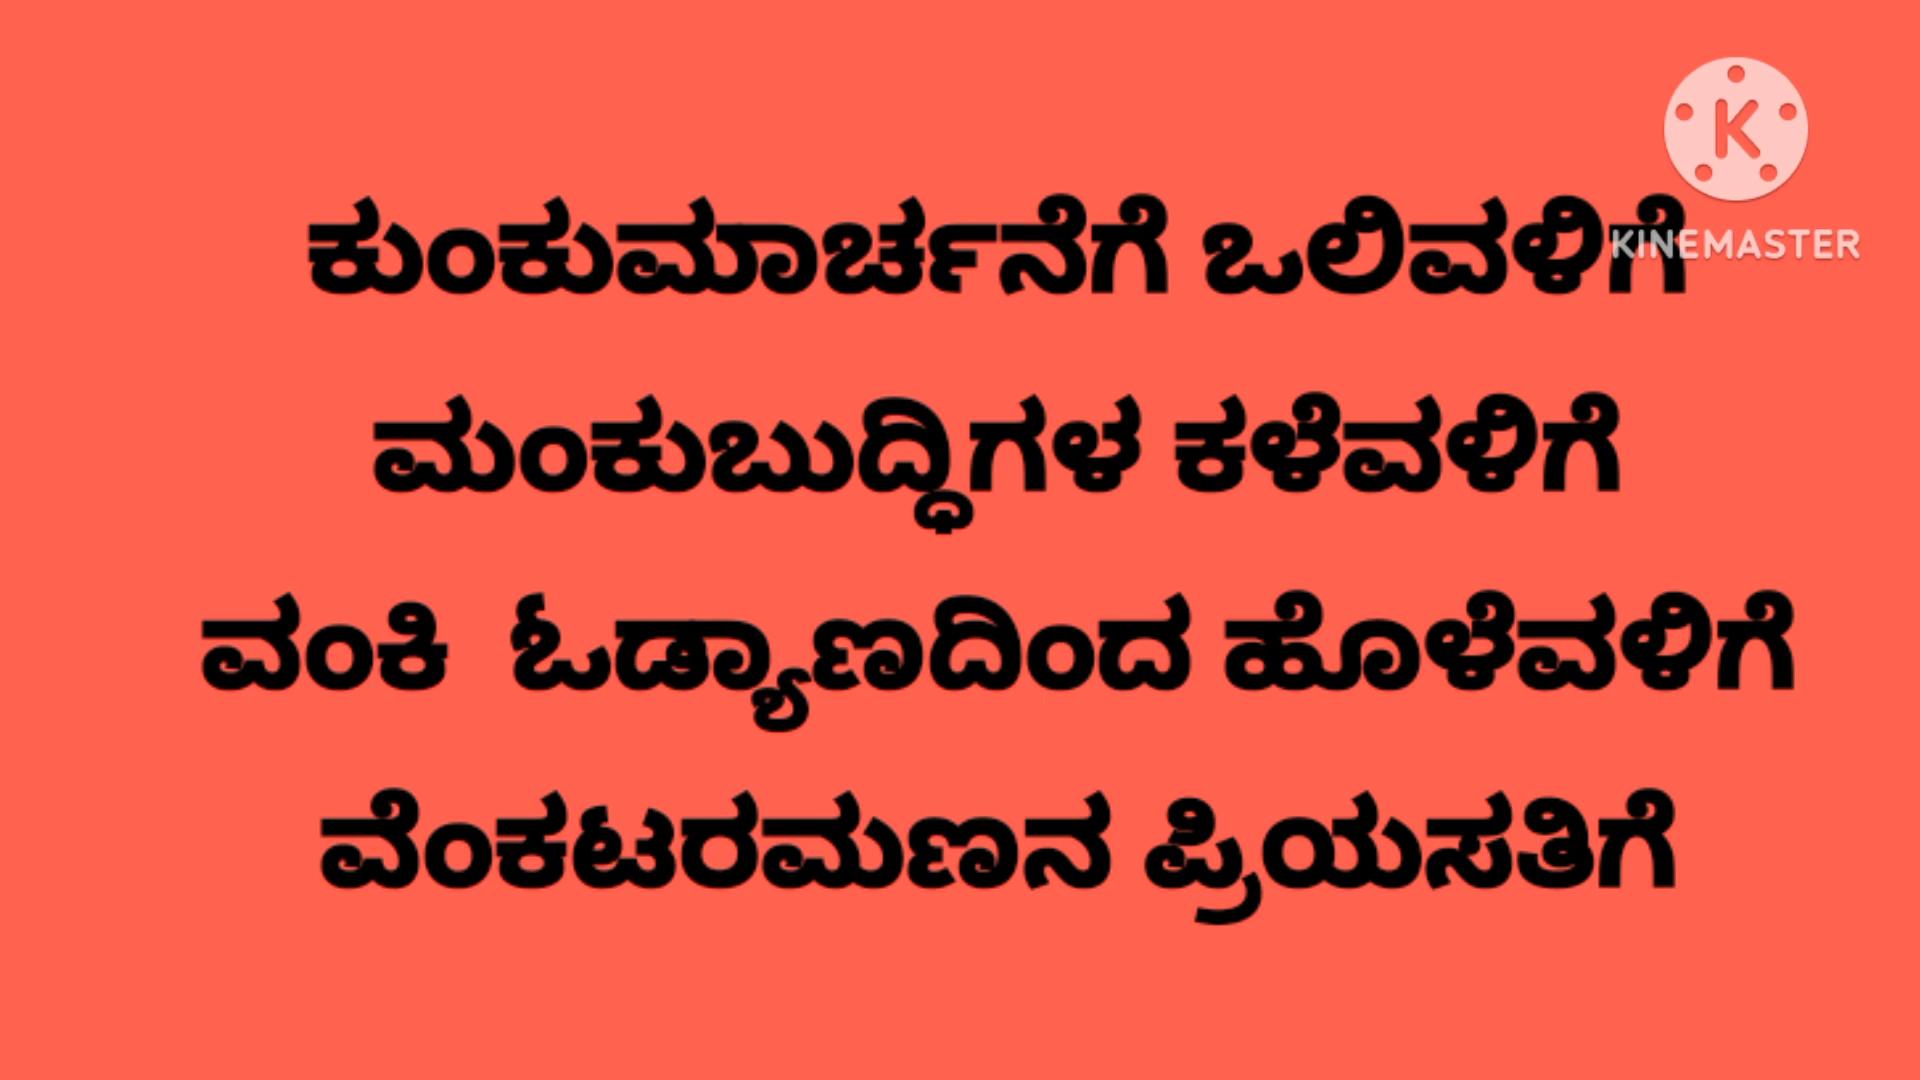 KINEMASTER
ಕುಂಕುಮಾರ್ಚನೆಗೆ ಒಲಿವಳಿಗೆ
ಮಂಕುಬುದ್ಧಿಗಳ ಕಳೆವಳಿಗೆ
ವಂಕಿ ಓಡ್ಯಾಣದಿಂದ ಹೊಳೆವಳಿಗೆ
ವೆಂಕಟರಮಣನ ಪ್ರಿಯಸತಿಗೆ